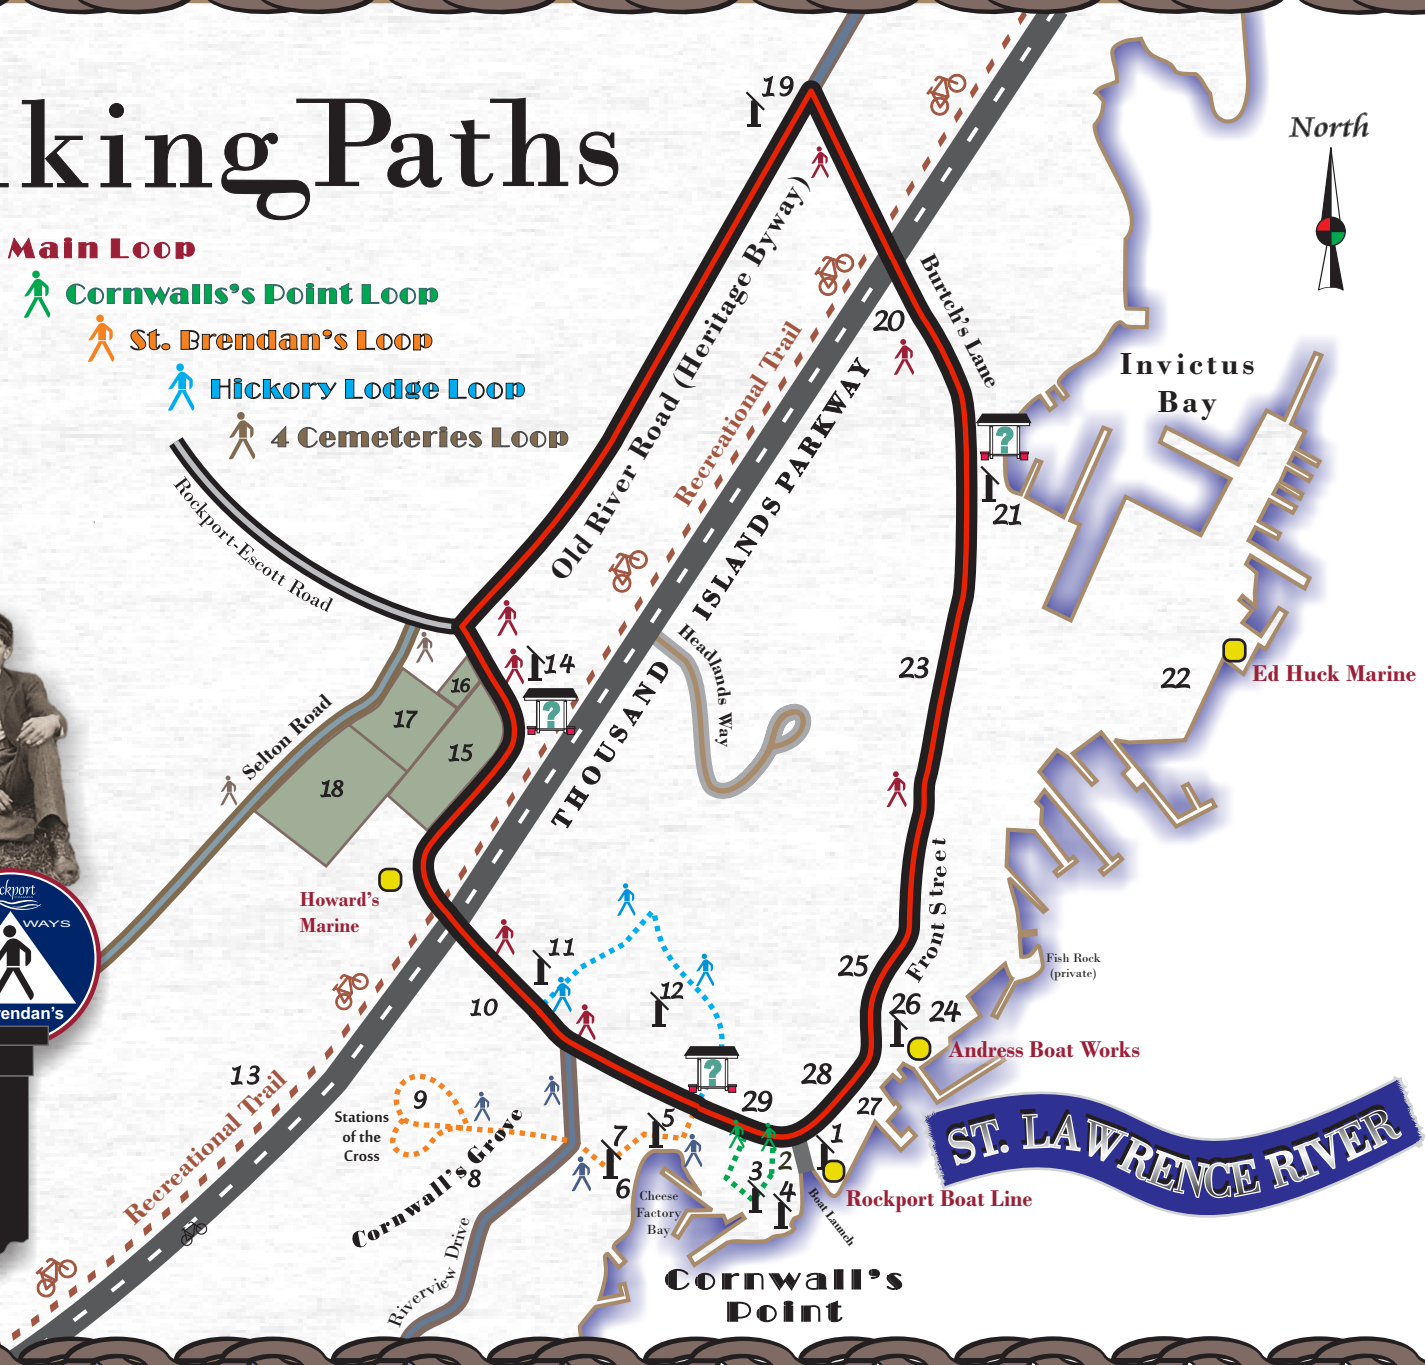 king Paths
North
Main Loop
Cornwalls's Point Loop
St. Brendan's Loop
Hickory Lodge Loop
4 Cemeteries Loop
Rockport-Escott Road
Old River Road (Heritage Byway)
Recreational Trail
THOUSAND ISLANDS PARKWAY
Burtch's Lane
Invictus
Bay
Headlands Way
Selton Road
Front Street
Ed Huck Marine
Howard's
Marine
Fish Rock
(private)
Andress Boat Works
ST. LAWRENCE RIVER
Rockport Boat Line
Boat Launch
Cheese
Factory
Bay
Cornwall's
Point
Stations
of the
Cross
Cornwall's Grove
Riverview Drive
Recreational Trail
ckport
WAYS
endan's
19
20
?
21
14
?
16
17
15
18
22
23
11
12
10
25
26
24
13
9
?
29
28
27
5
7
6
8
1
2
3
4